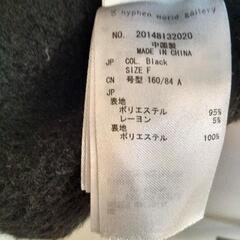 hyphen world gallery
NO. 20148132020
中国製
MADE IN CHINA
JP COL. Black
SIZE F
CN 号型 160/84 A
JP
表地
ポリエステル 95%
レーヨン 5%
裏地
ポリエステル 100%